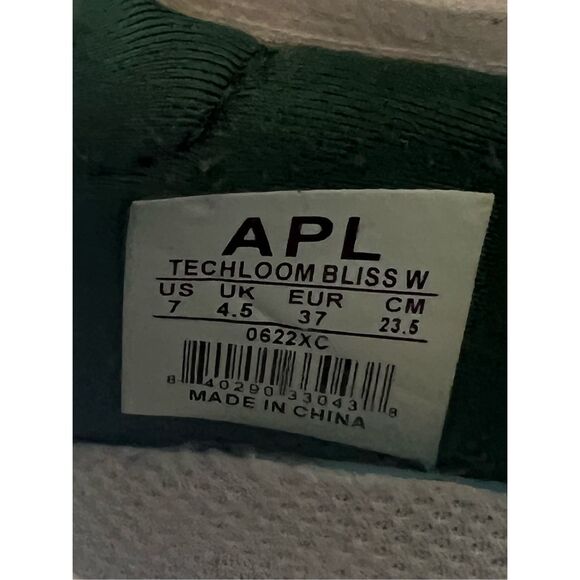 APL
TECHLOOM BLISS W
US UK EUR CM
7 4.5 37 23.5
0622XC
8 40290 33043 8
MADE IN CHINA